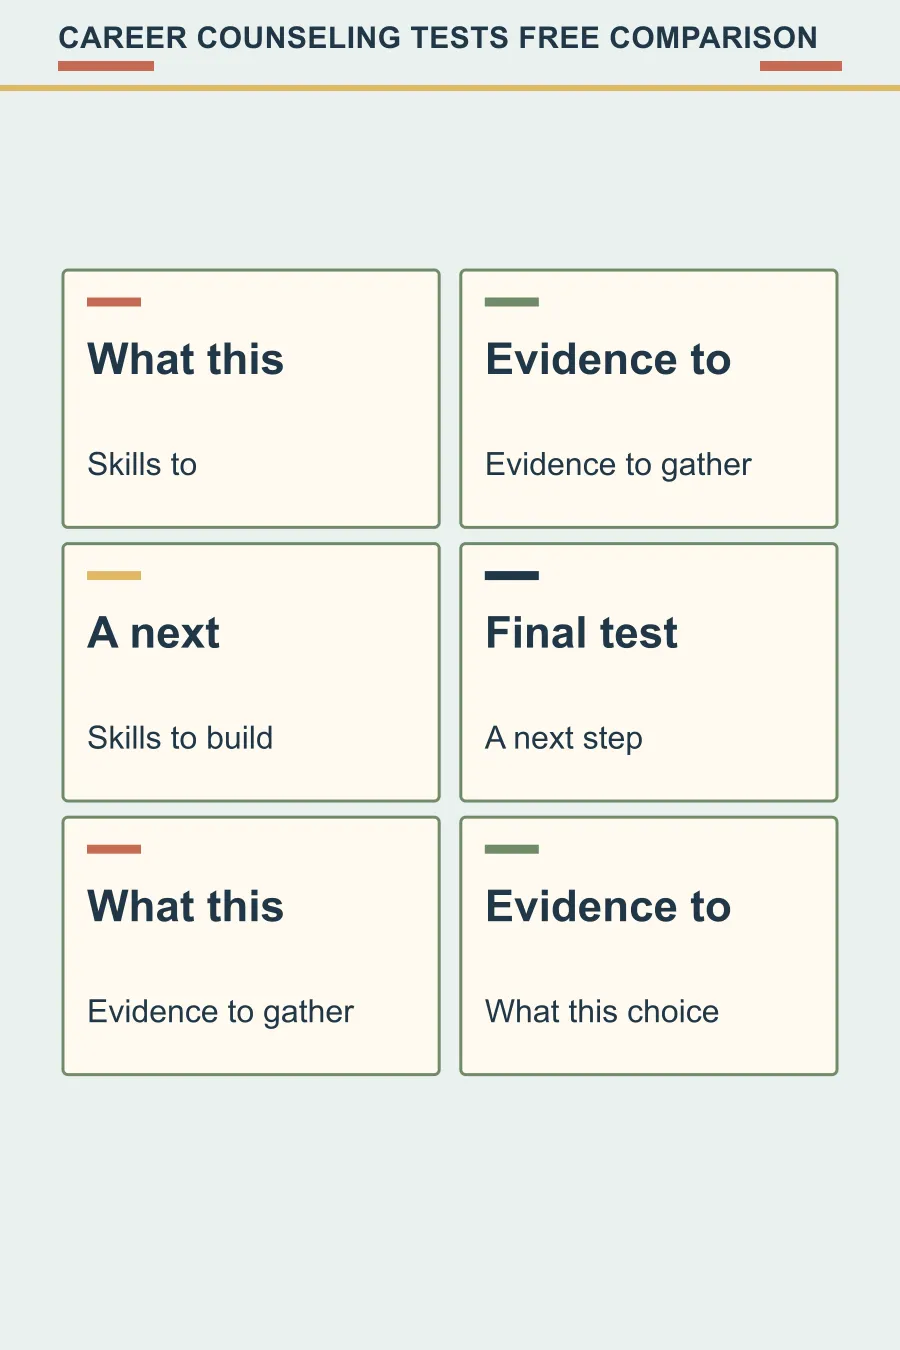 CAREER COUNSELING TESTS FREE COMPARISON
What this
Skills to
Evidence to
Evidence to gather
A next
Skills to build
Final test
A next step
What this
Evidence to gather
Evidence to
What this choice